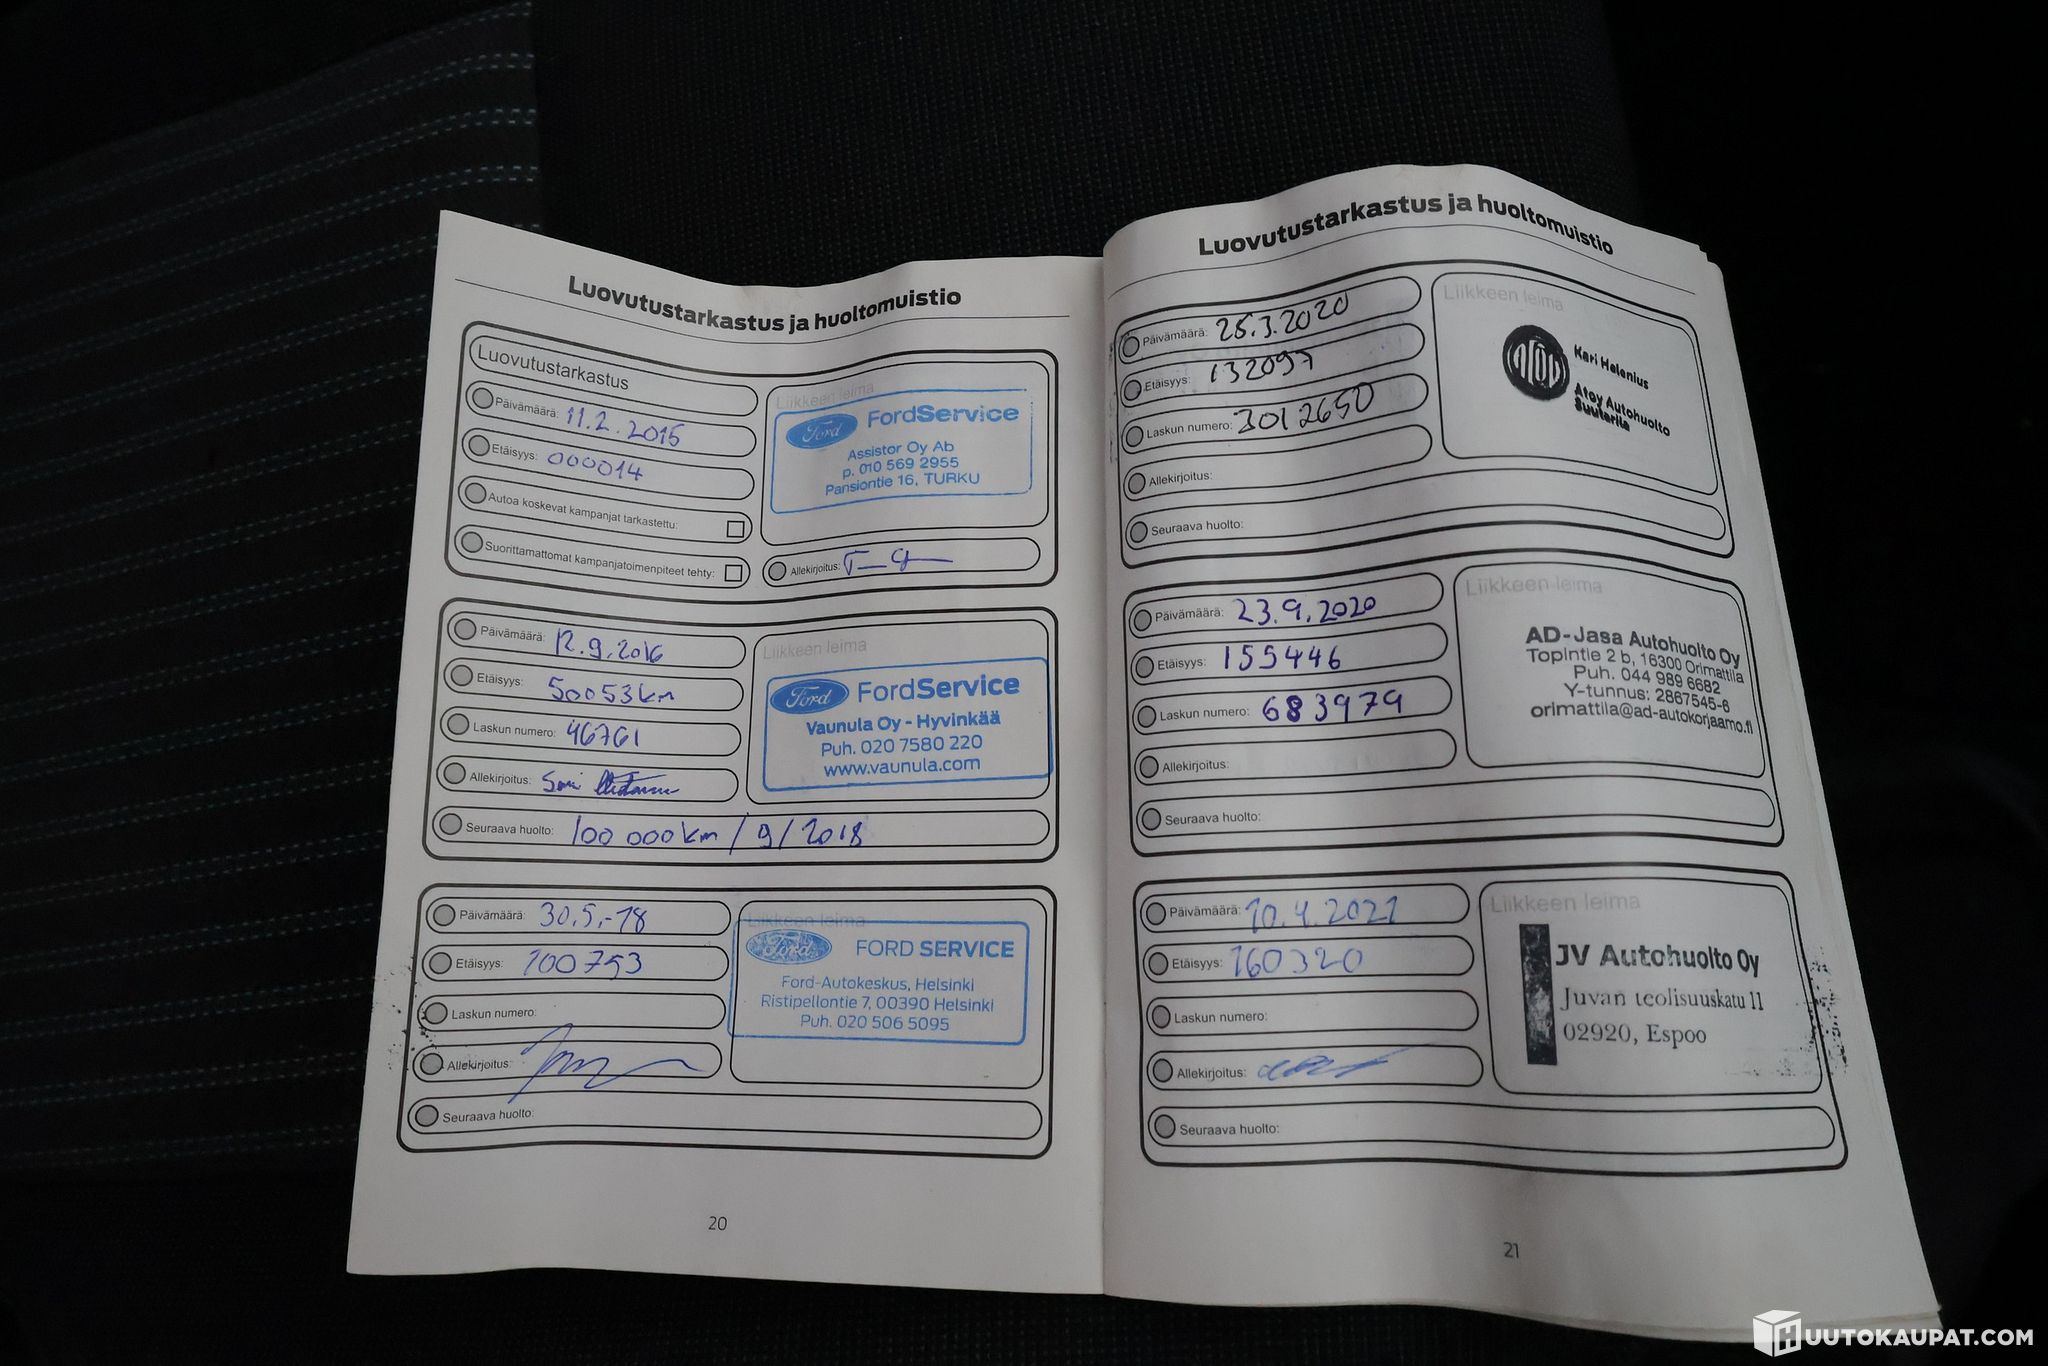 Luovutustarkastus ja huoltomuistio
Luovutustarkastus
Päivämäärä: 11.2.2015
Etäisyys: 000014
Autoa koskevat kampanjat tarkastettu:
Suorittamattomat kampanjatoimenpiteet tehty:
Liikkeen leima
Ford FordService
Assistor Oy Ab
p. 010 569 2955
Pansiontie 16, TURKU
Allekirjoitus:
Päivämäärä: 12.9.2016
Etäisyys: 50053km
Laskun numero: 46761
Allekirjoitus:
Seuraava huolto: 100 000km / 9 / 2018
Liikkeen leima
Ford FordService
Vaunula Oy - Hyvinkää
Puh. 020 7580 220
www.vaunula.com
Päivämäärä: 30.5.-18
Etäisyys: 100753
Laskun numero:
Allekirjoitus:
Seuraava huolto:
Liikkeen leima
Ford FORD SERVICE
Ford-Autokeskus, Helsinki
Ristipellontie 7, 00390 Helsinki
Puh. 020 506 5095
20
Luovutustarkastus ja huoltomuistio
Päivämäärä: 25.3.2020
Etäisyys: 132097
Laskun numero: 3012650
Allekirjoitus:
Seuraava huolto:
Liikkeen leima
ATOY
Kari Helenius
Atoy Autohuolto
Suutarila
Päivämäärä: 23.9.2020
Etäisyys: 155446
Laskun numero: 683979
Allekirjoitus:
Seuraava huolto:
Liikkeen leima
AD-Jasa Autohuolto Oy
Topintie 2 b, 16300 Orimattila
Puh. 044 989 6682
Y-tunnus: 2867545-6
orimattila@ad-autokorjaamo.fi
Päivämäärä: 10.4.2021
Etäisyys: 160320
Laskun numero:
Allekirjoitus:
Seuraava huolto:
Liikkeen leima
JV Autohuolto Oy
Juvan teolisuuskatu 11
02920, Espoo
21
HUUTOKAUPAT.COM